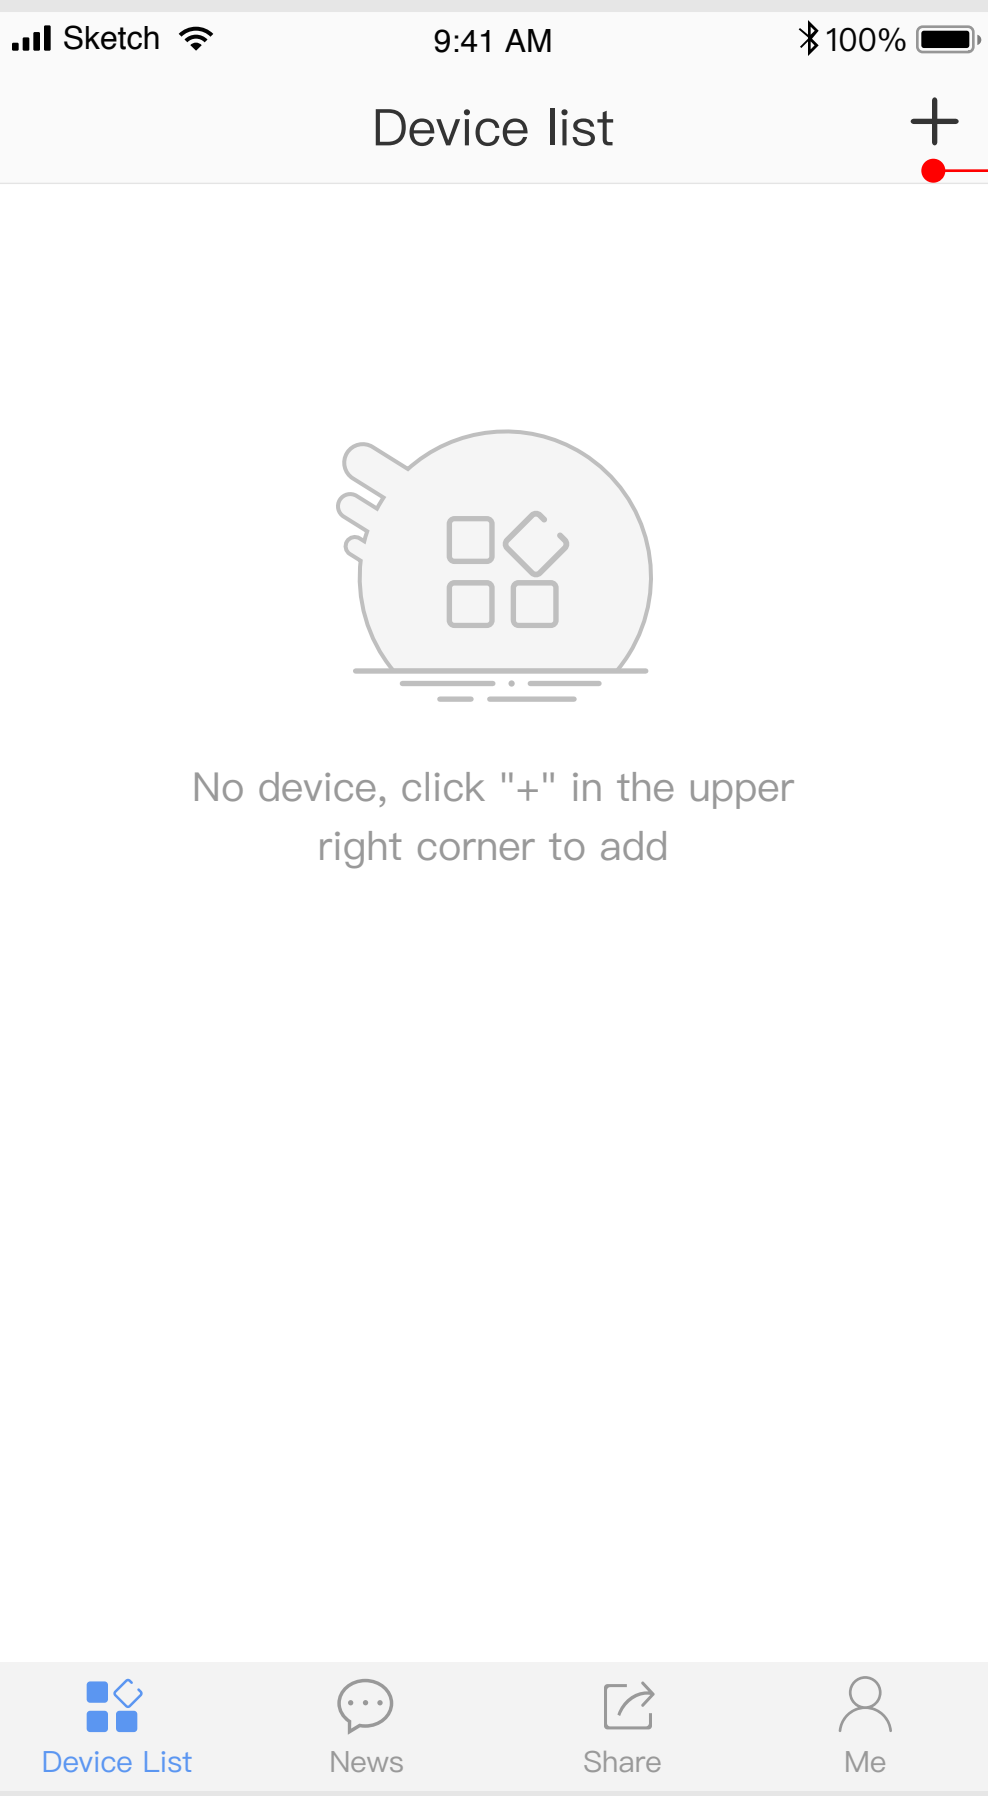 Sketch 9:41 AM 100%
Device list +
No device, click "+" in the upper
right corner to add
Device List News Share Me